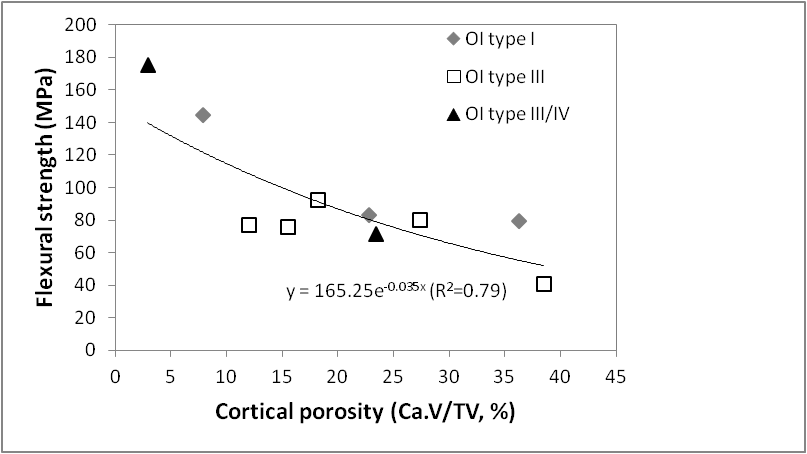 200
180
160
140
120
100
80
60
40
20
0
Flexural strength (MPa)
OI type I
OI type III
OI type III/IV
y = 165.25e^-0.035x (R²=0.79)
0 5 10 15 20 25 30 35 40 45
Cortical porosity (Ca.V/TV, %)